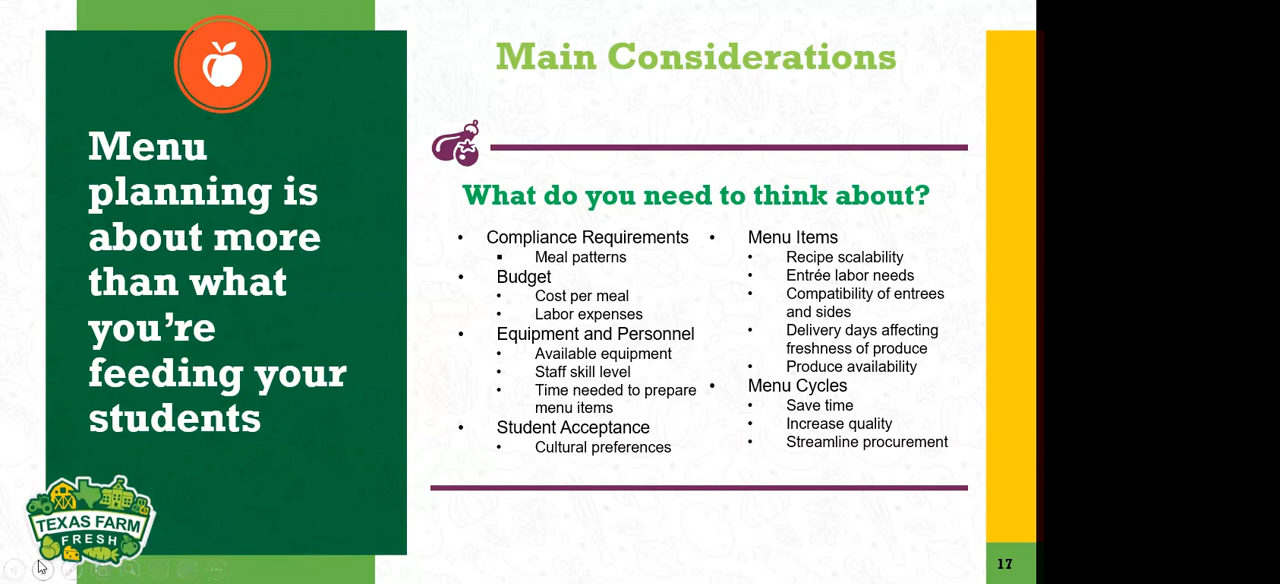 Menu
planning is
about more
than what
you're
feeding your
students
TEXAS FARM
FRESH
Main Considerations
What do you need to think about?
• Compliance Requirements
▪ Meal patterns
• Budget
• Cost per meal
• Labor expenses
• Equipment and Personnel
• Available equipment
• Staff skill level
• Time needed to prepare
menu items
• Student Acceptance
• Cultural preferences
• Menu Items
• Recipe scalability
• Entrée labor needs
• Compatibility of entrees
and sides
• Delivery days affecting
freshness of produce
• Produce availability
• Menu Cycles
• Save time
• Increase quality
• Streamline procurement
17